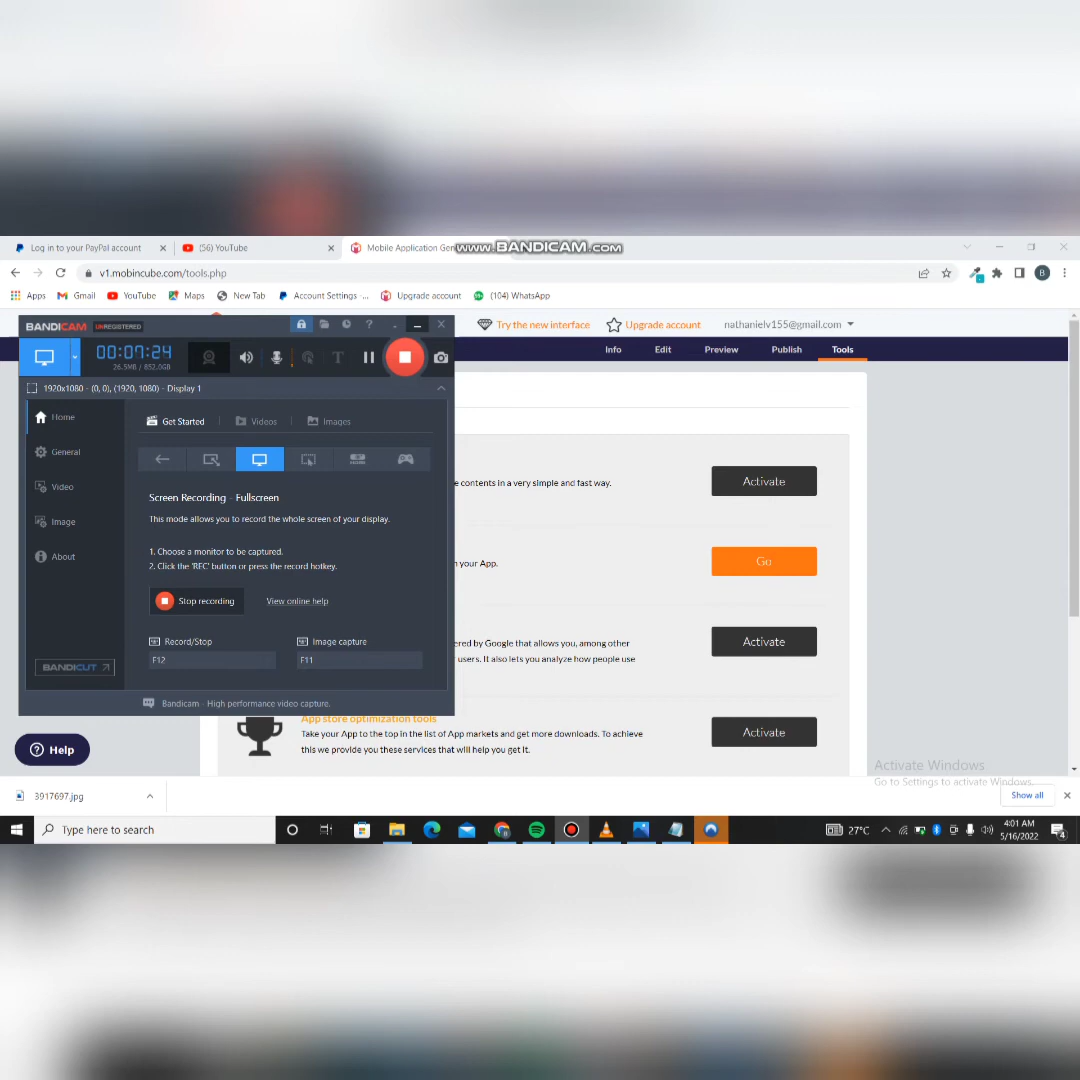 Log in to your PayPal account
(56) YouTube
Mobile Application Gen
www.BANDICAM.com
v1.mobincube.com/tools.php
B
Apps
Gmail
YouTube
Maps
New Tab
Account Settings - ...
Upgrade account
(104) WhatsApp
Try the new interface
Upgrade account
nathanielv155@gmail.com
Info
Edit
Preview
Publish
Tools
BANDICAM UNREGISTERED
00:07:24
26.5MB / 852.0GB
1920x1080 - (0, 0), (1920, 1080) - Display 1
Home
General
Video
Image
About
BANDICUT
Get Started
Videos
Images
Screen Recording - Fullscreen
This mode allows you to record the whole screen of your display.
1. Choose a monitor to be captured.
2. Click the 'REC' button or press the record hotkey.
Stop recording
View online help
Record/Stop
F12
Image capture
F11
Bandicam - High performance video capture.
e contents in a very simple and fast way.
Activate
your App.
Go
ered by Google that allows you, among other
users. It also lets you analyze how people use
Activate
App store optimization tools
Take your App to the top in the list of App markets and get more downloads. To achieve
this we provide you these services that will help you get it.
Activate
Help
Activate Windows
Go to Settings to activate Windows.
3917697.jpg
Show all
Type here to search
27°C
4:01 AM
5/16/2022
4